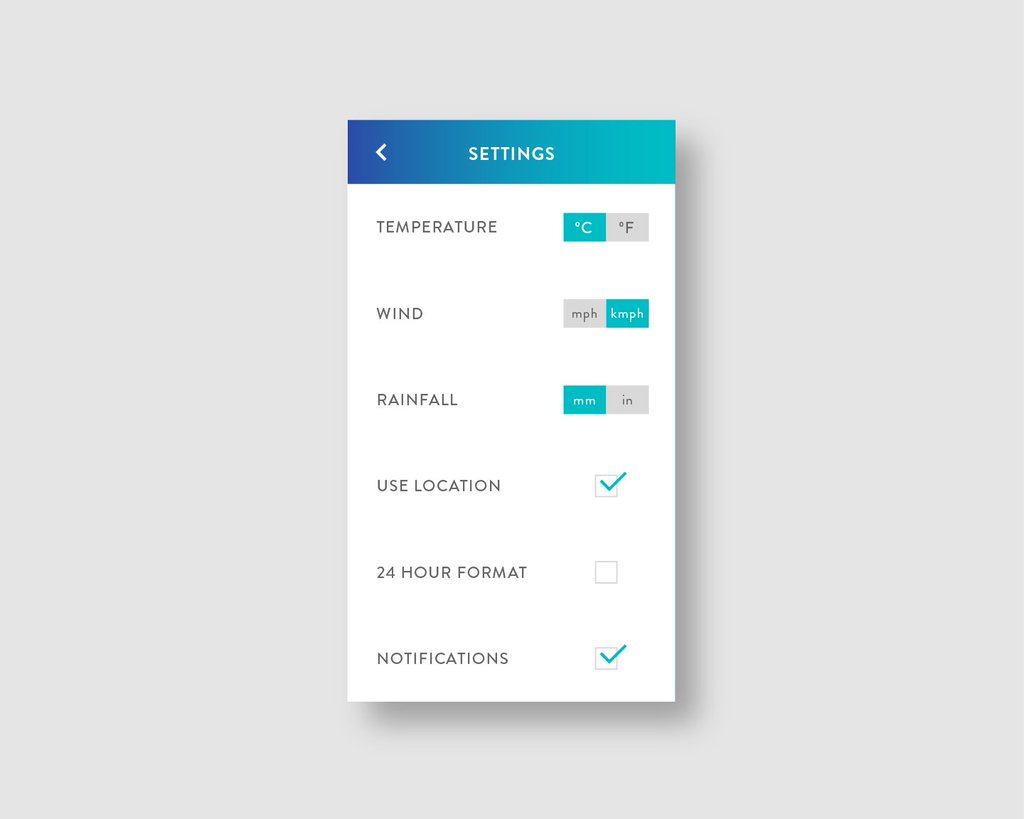 SETTINGS
TEMPERATURE °C °F
WIND mph kmph
RAINFALL mm in
USE LOCATION
24 HOUR FORMAT
NOTIFICATIONS